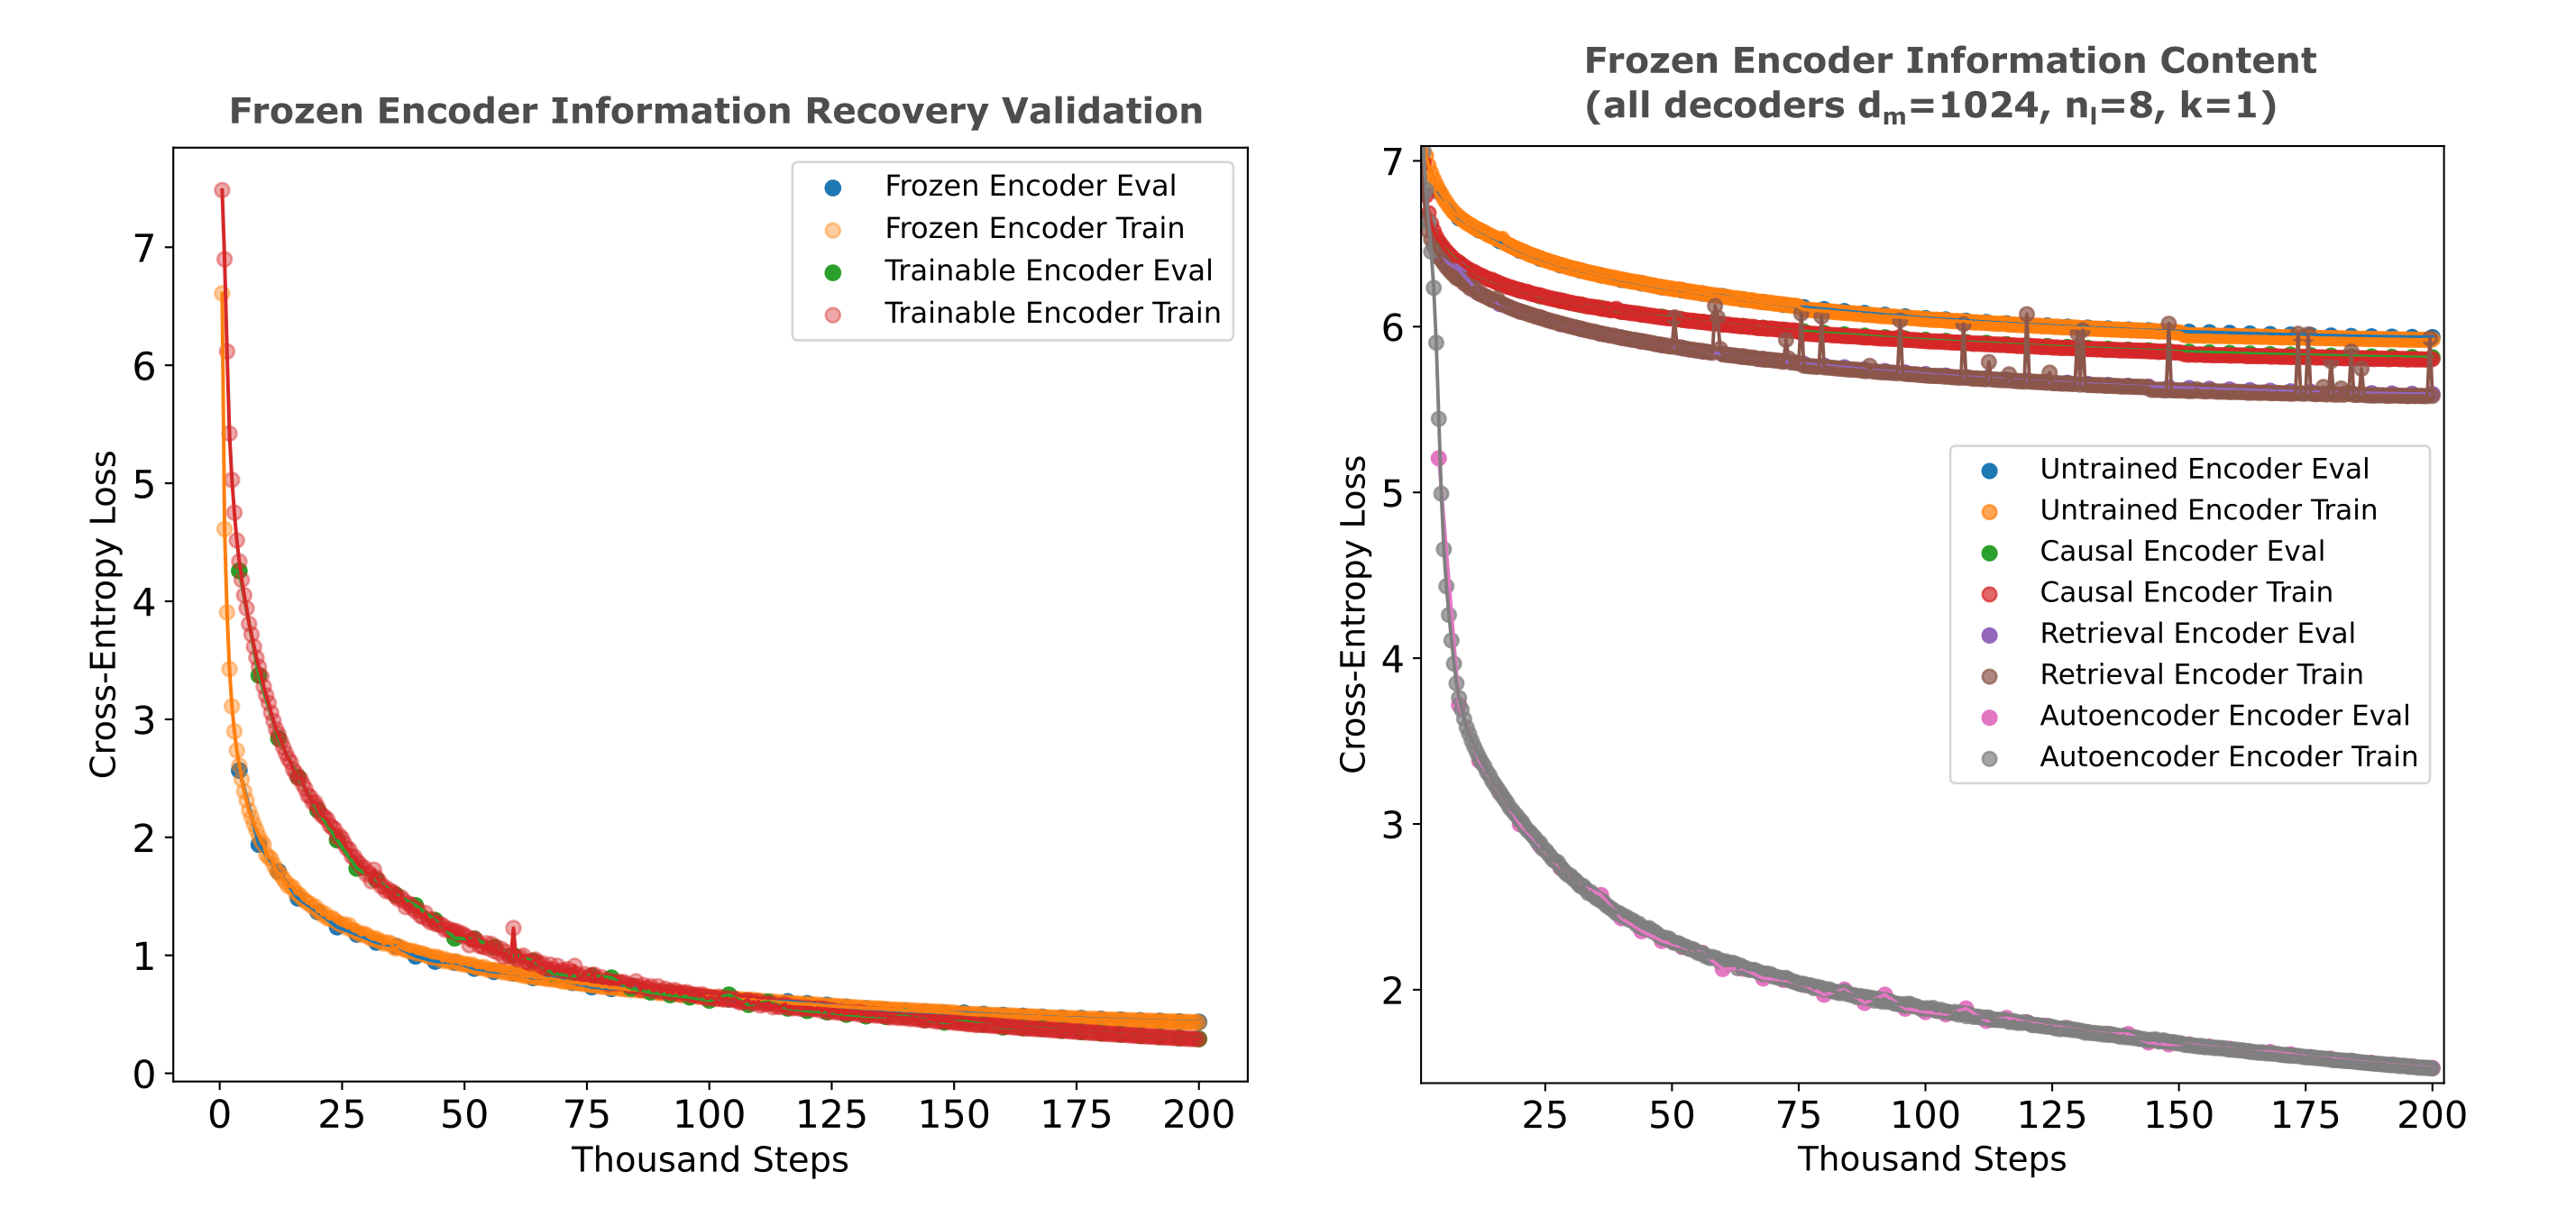 Frozen Encoder Information Recovery Validation
Cross-Entropy Loss
7
6
5
4
3
2
1
0
0 25 50 75 100 125 150 175 200
Thousand Steps
Frozen Encoder Eval
Frozen Encoder Train
Trainable Encoder Eval
Trainable Encoder Train
Frozen Encoder Information Content
(all decoders dₘ=1024, nₗ=8, k=1)
Cross-Entropy Loss
7
6
5
4
3
2
25 50 75 100 125 150 175 200
Thousand Steps
Untrained Encoder Eval
Untrained Encoder Train
Causal Encoder Eval
Causal Encoder Train
Retrieval Encoder Eval
Retrieval Encoder Train
Autoencoder Encoder Eval
Autoencoder Encoder Train